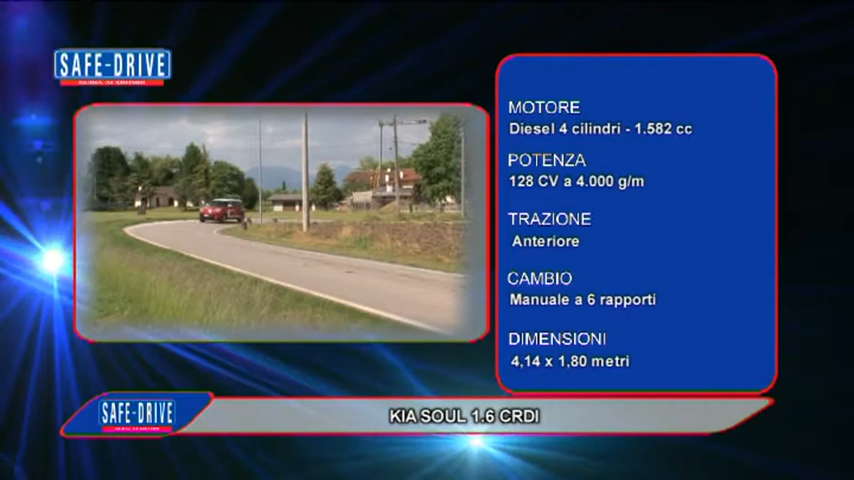 SAFE-DRIVE
MOTORE
Diesel 4 cilindri - 1.582 cc
POTENZA
128 CV a 4.000 g/m
TRAZIONE
Anteriore
CAMBIO
Manuale a 6 rapporti
DIMENSIONI
4,14 x 1,80 metri
SAFE-DRIVE
KIA SOUL 1.6 CRDI